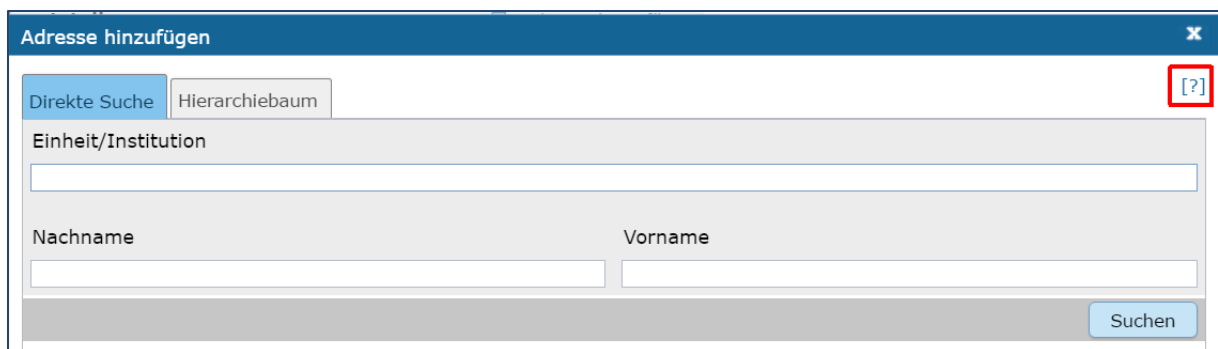 Adresse hinzufügen x
[?]
Direkte Suche Hierarchiebaum
Einheit/Institution
Nachname Vorname
Suchen